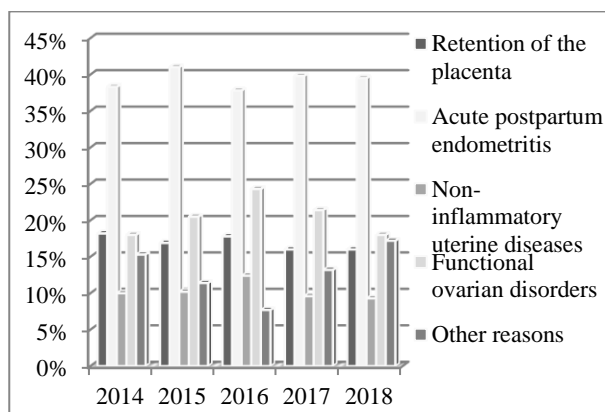 45%
40%
35%
30%
25%
20%
15%
10%
5%
0%
2014 2015 2016 2017 2018
Retention of the
placenta
Acute postpartum
endometritis
Non-
inflammatory
uterine diseases
Functional
ovarian disorders
Other reasons